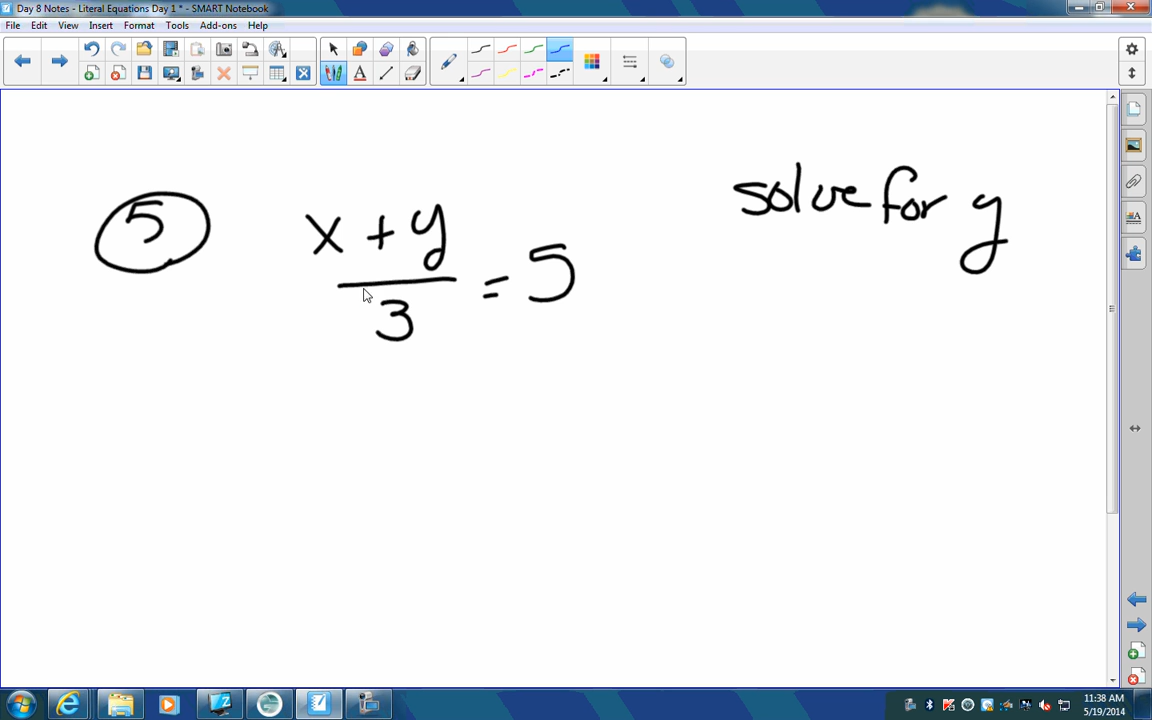 Day 8 Notes - Literal Equations Day 1 * - SMART Notebook
File Edit View Insert Format Tools Add-ons Help
5
x + y
3
= 5
solve for y
11:38 AM
5/19/2014